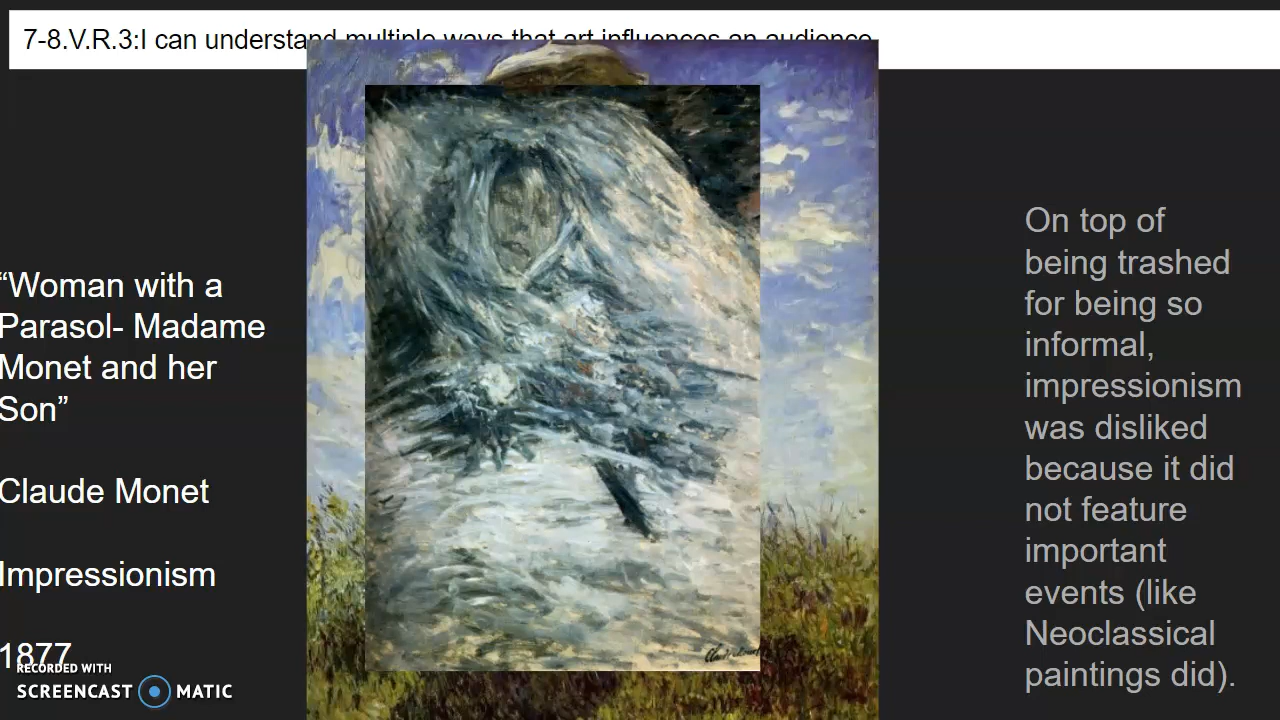 7-8.V.R.3:I can understand multiple ways that art influences an audience
“Woman with a
Parasol- Madame
Monet and her
Son”
Claude Monet
Impressionism
1877
On top of
being trashed
for being so
informal,
impressionism
was disliked
because it did
not feature
important
events (like
Neoclassical
paintings did).
RECORDED WITH
SCREENCAST MATIC